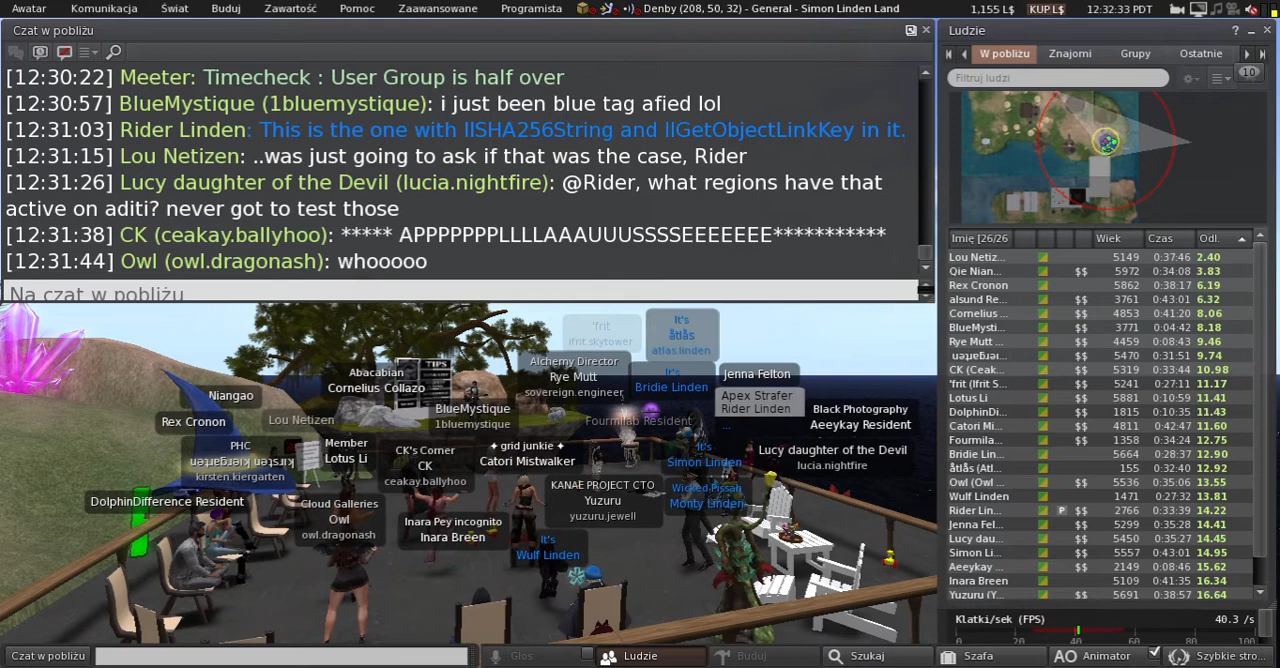 Awatar Komunikacja Świat Buduj Zawartość Pomoc Zaawansowane Programista Denby (208, 50, 32) - General - Simon Linden Land 1,155 L$ KUP L$ 12:32:33 PDT
Czat w pobliżu
[12:30:22] Meeter: Timecheck : User Group is half over
[12:30:57] BlueMystique (1bluemystique): i just been blue tag afied lol
[12:31:03] Rider Linden: This is the one with llSHA256String and llGetObjectLinkKey in it.
[12:31:15] Lou Netizen: ..was just going to ask if that was the case, Rider
[12:31:26] Lucy daughter of the Devil (lucia.nightfire): @Rider, what regions have that
active on aditi? never got to test those
[12:31:38] CK (ceakay.ballyhoo): ***** APPPPPPPLLLLAAAUUUSSSSEEEEEEE***********
[12:31:44] Owl (owl.dragonash): whooooo
Na czat w pobliżu
Ludzie
W pobliżu Znajomi Grupy Ostatnie
Filtruj ludzi 10
Imię [26/26 Wiek Czas Odl.
Lou Netiz... 5149 0:37:46 2.40
Qie Nian... $$ 5972 0:34:08 3.83
Rex Cronon 5862 0:38:17 6.19
alsund Re... $$ 3761 0:43:01 6.32
Cornelius ... $$ 4853 0:41:20 8.06
BlueMysti... $$ 3771 0:04:42 8.18
Rye Mutt ... $$ 4459 0:08:43 9.46
$$ 5470 0:31:51 9.74
CK (Ceak... $$ 5319 0:33:44 10.98
'frit (Ifrit S... $$ 5241 0:27:11 11.17
Lotus Li $$ 5881 0:10:59 11.41
DolphinDi... $$ 1815 0:10:35 11.43
Catori Mi... $$ 4811 0:42:47 11.60
Fourmila... $$ 1358 0:24:34 12.75
Bridie Lin... $$ 5664 0:28:37 12.90
åtlås (Atl... 155 0:32:40 12.92
Owl (Owl ... $$ 5536 0:35:06 13.55
Wulf Linden 1471 0:27:32 13.81
Rider Lin... P $$ 2766 0:33:39 14.22
Jenna Fel... $$ 5299 0:35:28 14.41
Lucy dau... $$ 5450 0:35:27 14.45
Simon Li... $$ 5557 0:43:01 14.95
Aeeykay ... $$ 2149 0:08:46 15.62
Inara Breen 5109 0:41:35 16.34
Yuzuru (Y... $$ 5691 0:38:57 16.64
Klatki/sek (FPS) 40.3 /s
0 20 40 60 80 100
'frit
ifrit.skytower
It's
åtlås
atlas.linden
Alchemy Director
Rye Mutt
sovereign.engineer
It's
Bridie Linden
Jenna Felton
Apex Strafer
Rider Linden
...
Abacabian
Cornelius Collazo
TIPS
Niangao
Rex Cronon
Lou Netizen
BlueMystique
1bluemystique
Fourmilab Resident
Black Photography
Aeeykay Resident
PHC
kirsten.kiergarten
Member
Lotus Li
CK's Corner
CK
ceakay.ballyhoo
✦ grid junkie ✦
Catori Mistwalker
It's
Simon Linden
Lucy daughter of the Devil
lucia.nightfire
DolphinDifference Resident
Cloud Galleries
Owl
owl.dragonash
Inara Pey incognito
Inara Breen
KANAE PROJECT CTO
Yuzuru
yuzuru.jewell
Wicked Pissah
Monty Linden
It's
Wulf Linden
Czat w pobliżu Głos Ludzie Buduj Szukaj Szafa AO Animator Szybkie stro...